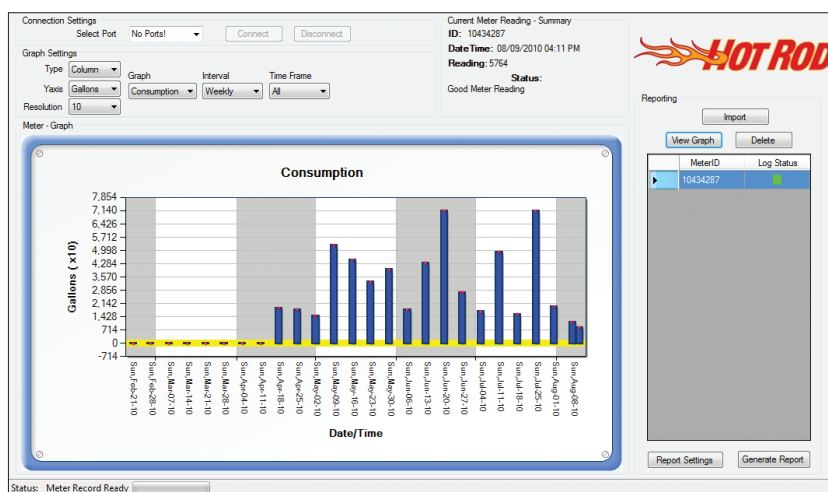 Connection Settings
Select Port No Ports! Connect Disconnect
Graph Settings
Type Column
Yaxis Gallons
Resolution 10
Graph Interval Time Frame
Consumption Weekly All
Current Meter Reading - Summary
ID: 10434287
DateTime: 08/09/2010 04:11 PM
Reading: 5764
Status:
Good Meter Reading
HOT ROD
Reporting
Import
View Graph Delete
MeterID Log Status
10434287
Report Settings Generate Report
Meter - Graph
Consumption
Gallons ( x10)
7,854
7,140
6,426
5,712
4,998
4,284
3,570
2,856
2,142
1,428
714
0
-714
Sun,Feb-21-10
Sun,Feb-28-10
Sun,Mar-07-10
Sun,Mar-14-10
Sun,Mar-21-10
Sun,Mar-28-10
Sun,Apr-04-10
Sun,Apr-11-10
Sun,Apr-18-10
Sun,Apr-25-10
Sun,May-02-10
Sun,May-09-10
Sun,May-16-10
Sun,May-23-10
Sun,May-30-10
Sun,Jun-06-10
Sun,Jun-13-10
Sun,Jun-20-10
Sun,Jun-27-10
Sun,Jul-04-10
Sun,Jul-11-10
Sun,Jul-18-10
Sun,Jul-25-10
Sun,Aug-01-10
Sun,Aug-08-10
Date/Time
Status: Meter Record Ready